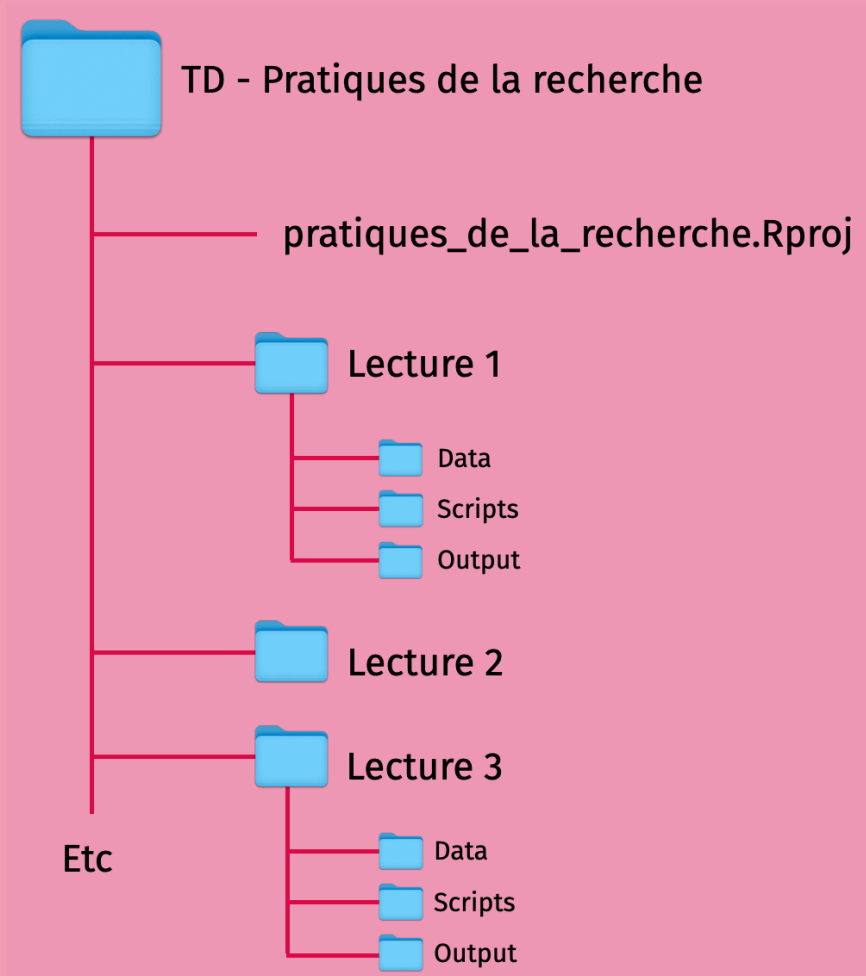 TD - Pratiques de la recherche
pratiques_de_la_recherche.Rproj
Lecture 1
Data
Scripts
Output
Lecture 2
Lecture 3
Etc
Data
Scripts
Output